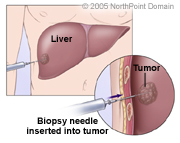 © 2005 NorthPoint Domain
Liver
Tumor
Biopsy needle
inserted into tumor